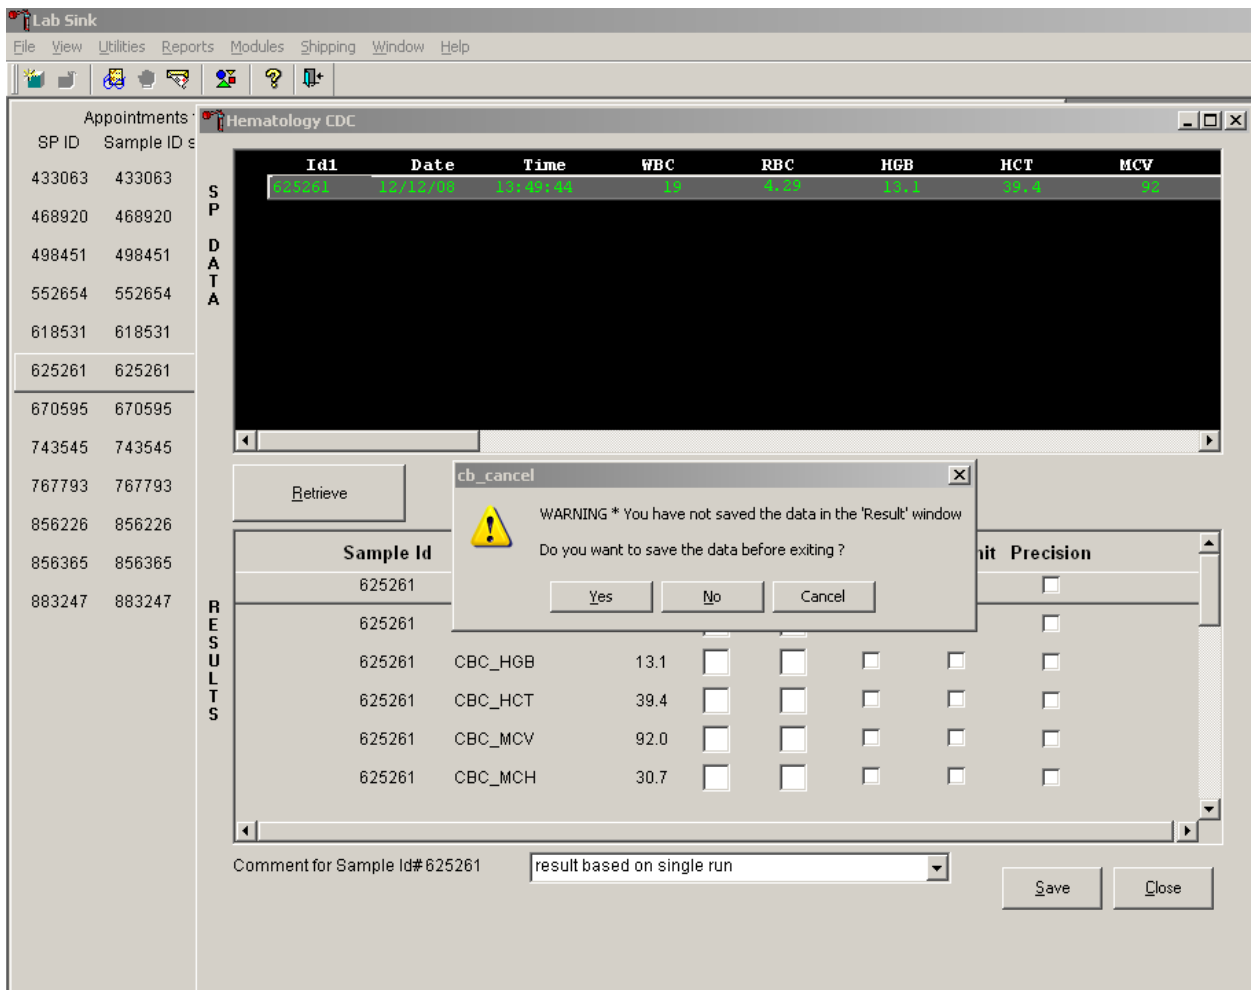 Lab Sink
File View Utilities Reports Modules Shipping Window Help
Appointments
SP ID Sample ID s
433063 433063
468920 468920
498451 498451
552654 552654
618531 618531
625261 625261
670595 670595
743545 743545
767793 767793
856226 856226
856365 856365
883247 883247
Hematology CDC
SP DATA
Id1 Date Time WBC RBC HGB HCT MCV
625261 12/12/08 13:49:44 19 4.29 13.1 39.4 92
Retrieve
cb_cancel
WARNING * You have not saved the data in the 'Result' window
Do you want to save the data before exiting ?
Yes No Cancel
RESULTS
Sample Id nit Precision
625261
625261
625261 CBC_HGB 13.1
625261 CBC_HCT 39.4
625261 CBC_MCV 92.0
625261 CBC_MCH 30.7
Comment for Sample Id# 625261 result based on single run
Save Close